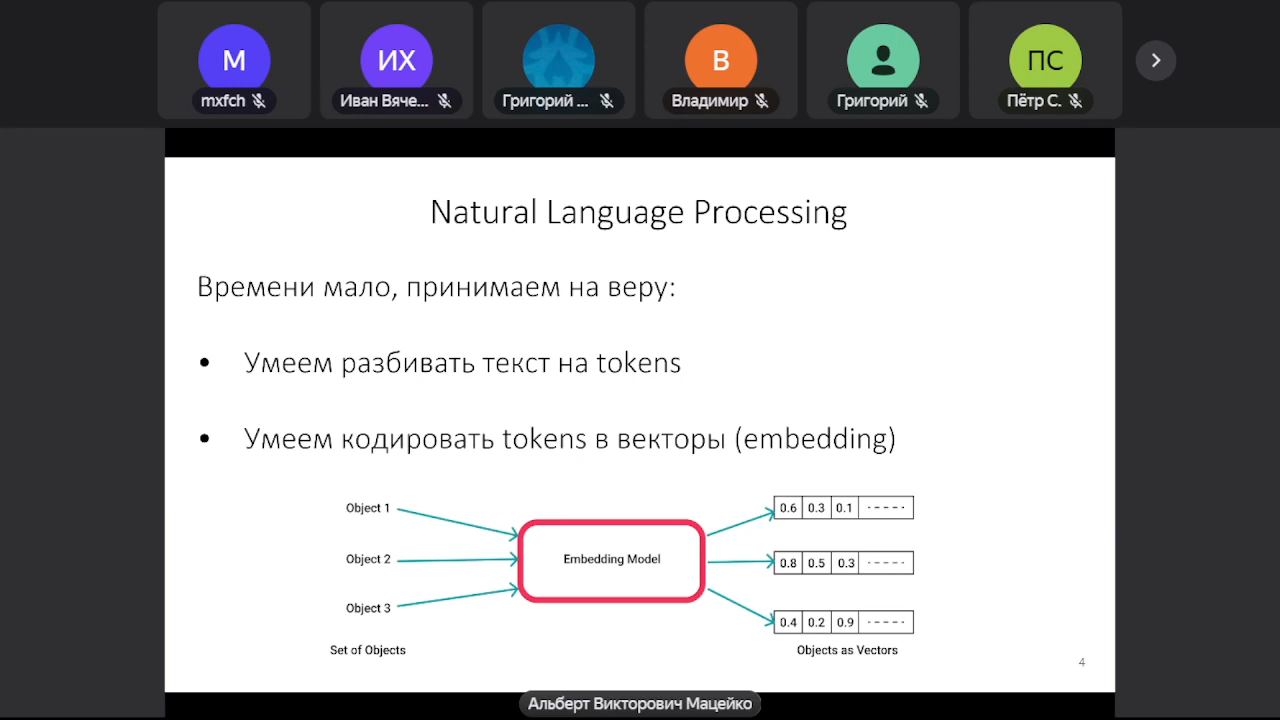 М
ИХ
В
ПС
mxfch
Иван Вяче...
Григорий ...
Владимир
Григорий
Пётр С.
Natural Language Processing
Времени мало, принимаем на веру:
• Умеем разбивать текст на tokens
• Умеем кодировать tokens в векторы (embedding)
Object 1
0.6 0.3 0.1 -----
Object 2
Embedding Model
0.8 0.5 0.3 -----
Object 3
0.4 0.2 0.9 -----
Set of Objects
Objects as Vectors
4
Альберт Викторович Мацейко